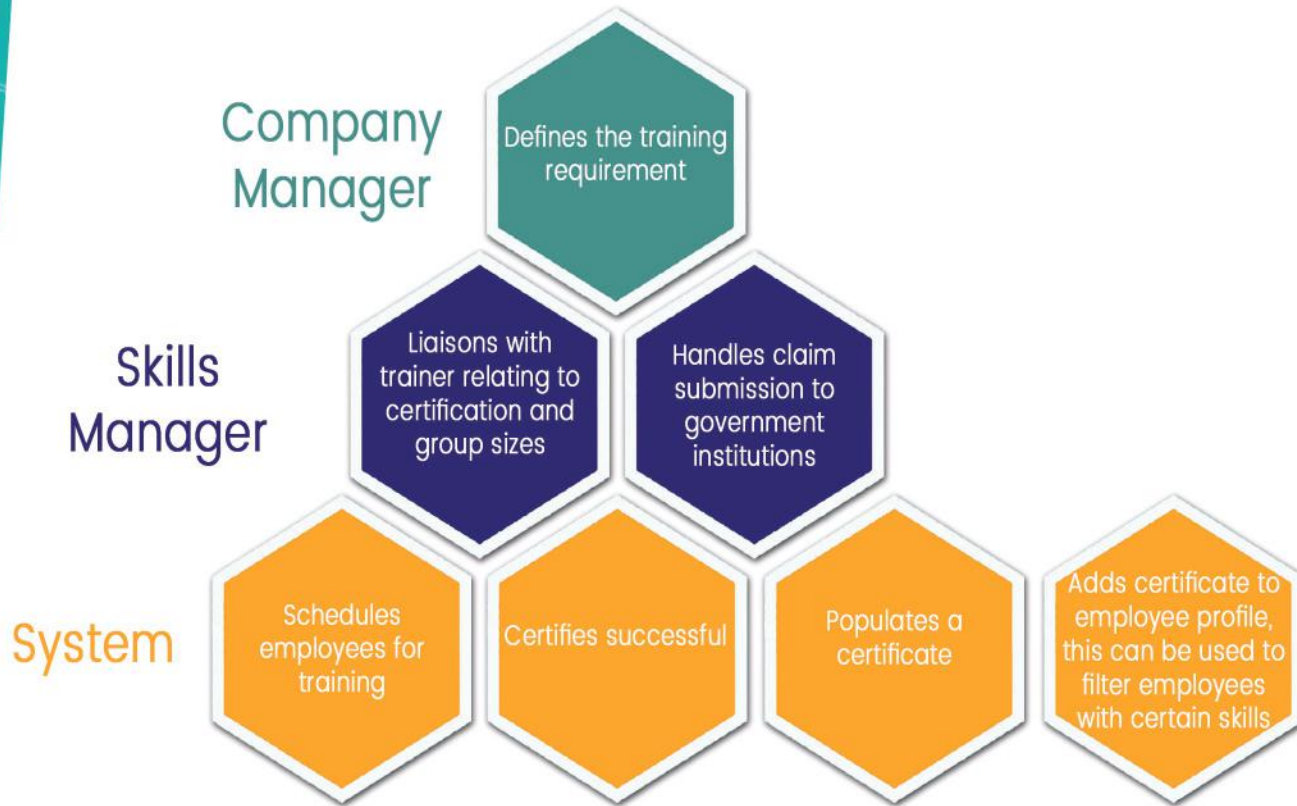 Company
Manager
Defines the training
requirement
Skills
Manager
Liaisons with
trainer relating to
certification and
group sizes
Handles claim
submission to
government
institutions
System
Schedules
employees for
training
Certifies successful
Populates a
certificate
Adds certificate to
employee profile,
this can be used to
filter employees
with certain skills